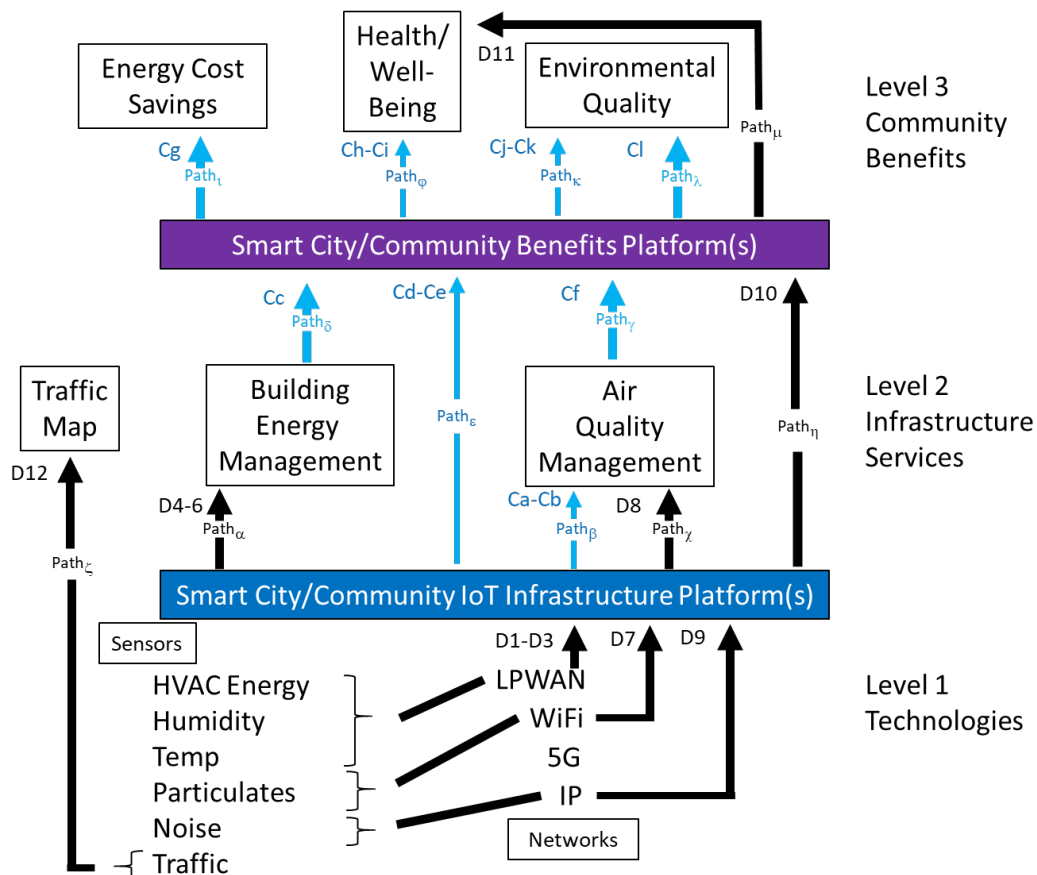 Energy Cost
Savings
Health/
Well-
Being
D11
Environmental
Quality
Level 3
Community
Benefits
Cg
Pathι
Ch-Ci
Pathφ
Cj-Ck
Pathκ
Cl
Pathλ
Pathμ
Smart City/Community Benefits Platform(s)
Cc
Pathδ
Cd-Ce
Cf
Pathγ
D10
Traffic
Map
Building
Energy
Management
Pathε
Air
Quality
Management
Pathη
Level 2
Infrastructure
Services
D12
D4-6
Pathα
Ca-Cb
Pathβ
D8
Pathχ
Pathζ
Smart City/Community IoT Infrastructure Platform(s)
Sensors
D1-D3
D7
D9
HVAC Energy
Humidity
Temp
Particulates
Noise
Traffic
LPWAN
WiFi
5G
IP
Networks
Level 1
Technologies